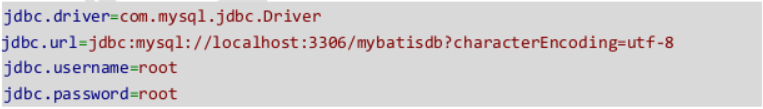 jdbc.driver=com.mysql.jdbc.Driver
jdbc.url=jdbc:mysql://localhost:3306/mybatisdb?characterEncoding=utf-8
jdbc.username=root
jdbc.password=root